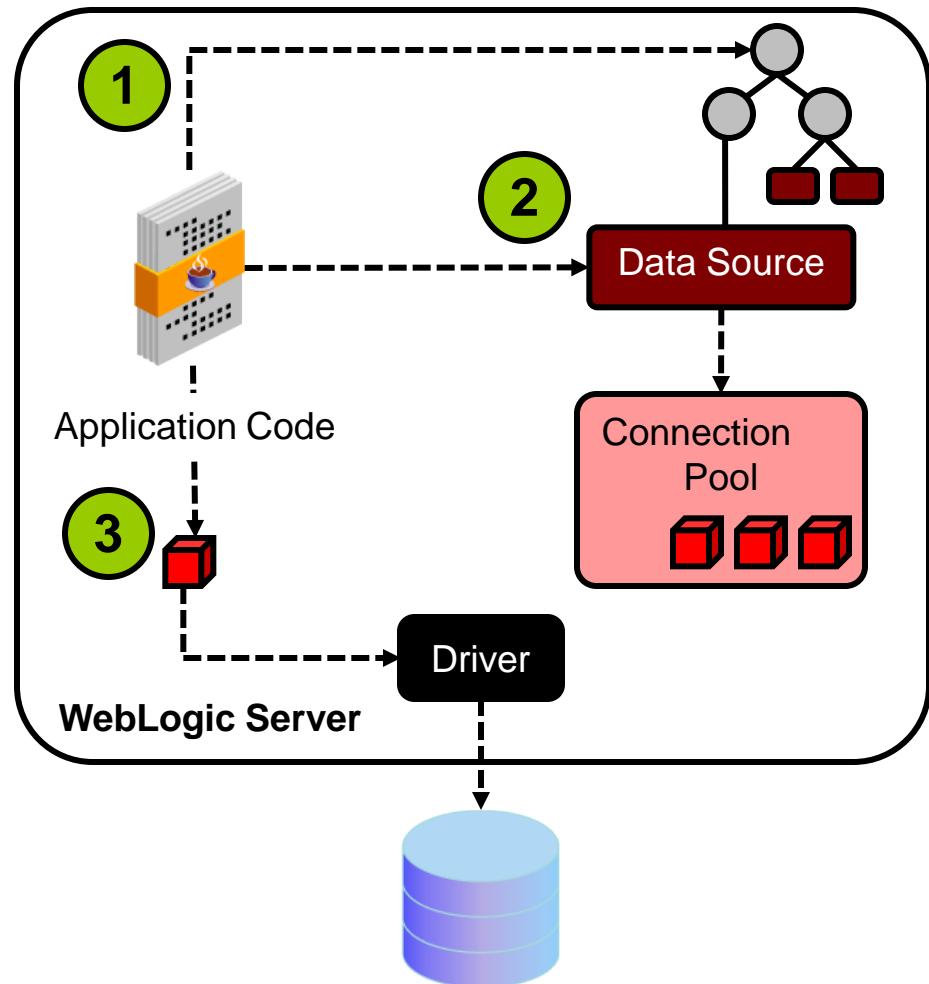 1
2
Data Source
Application Code
Connection
Pool
3
Driver
WebLogic Server